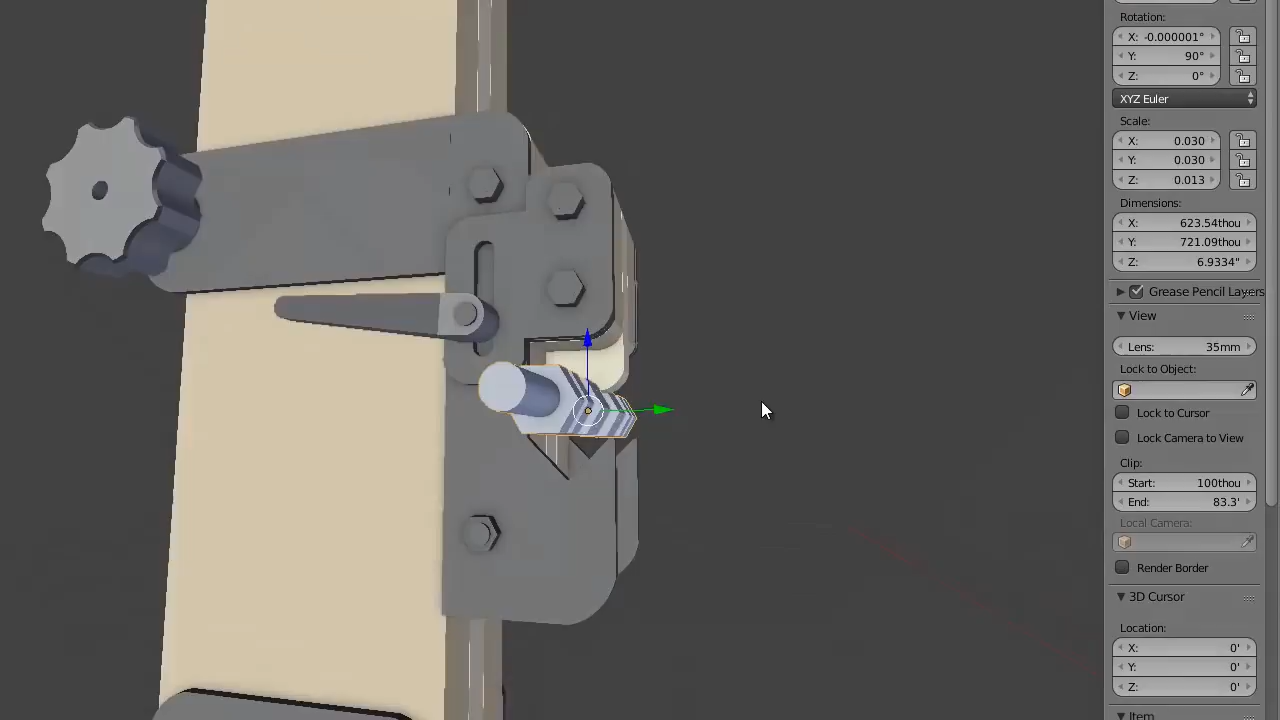 Rotation:
X: -0.000001°
Y: 90°
Z: 0°
XYZ Euler
Scale:
X: 0.030
Y: 0.030
Z: 0.013
Dimensions:
X: 623.54thou
Y: 721.09thou
Z: 6.9334"
Grease Pencil Layers
View
Lens: 35mm
Lock to Object:
Lock to Cursor
Lock Camera to View
Clip:
Start: 100thou
End: 83.3'
Local Camera:
Render Border
3D Cursor
Location:
X: 0'
Y: 0'
Z: 0'
Item